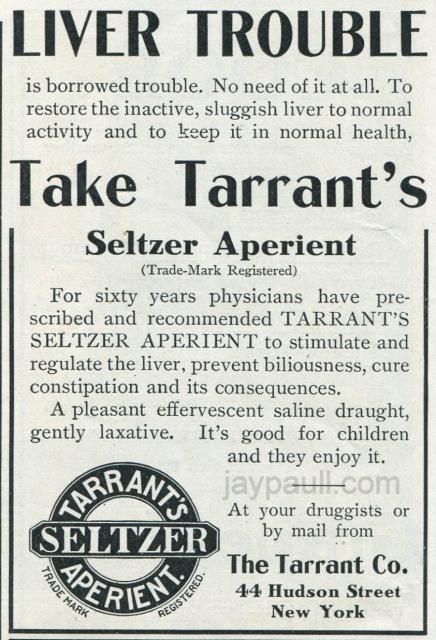 LIVER TROUBLE
is borrowed trouble. No need of it at all. To
restore the inactive, sluggish liver to normal
activity and to keep it in normal health,
Take Tarrant's
Seltzer Aperient
(Trade-Mark Registered)
For sixty years physicians have pre-
scribed and recommended TARRANT'S
SELTZER APERIENT to stimulate and
regulate the liver, prevent biliousness, cure
constipation and its consequences.
A pleasant effervescent saline draught,
gently laxative. It's good for children
and they enjoy it.
jaypaull.com
At your druggists or
by mail from
The Tarrant Co.
44 Hudson Street
New York
TARRANT'S
SELTZER
APERIENT.
TRADE MARK
REGISTERED.